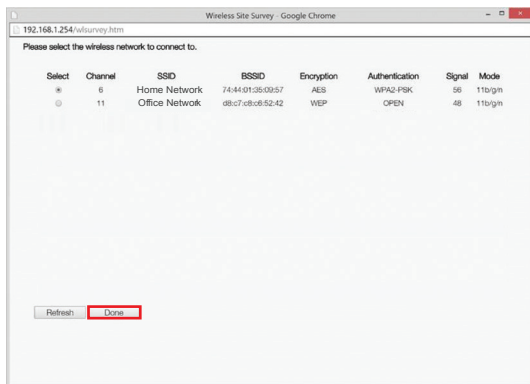 Wireless Site Survey - Google Chrome
192.168.1.254/wlsurvey.htm
Please select the wireless network to connect to.
Select Channel SSID BSSID Encryption Authentication Signal Mode
6 Home Network 74:44:01:35:09:57 AES WPA2-PSK 56 11b/g/n
11 Office Network d8:c7:c8:c6:52:42 WEP OPEN 48 11b/g/n
Refresh Done